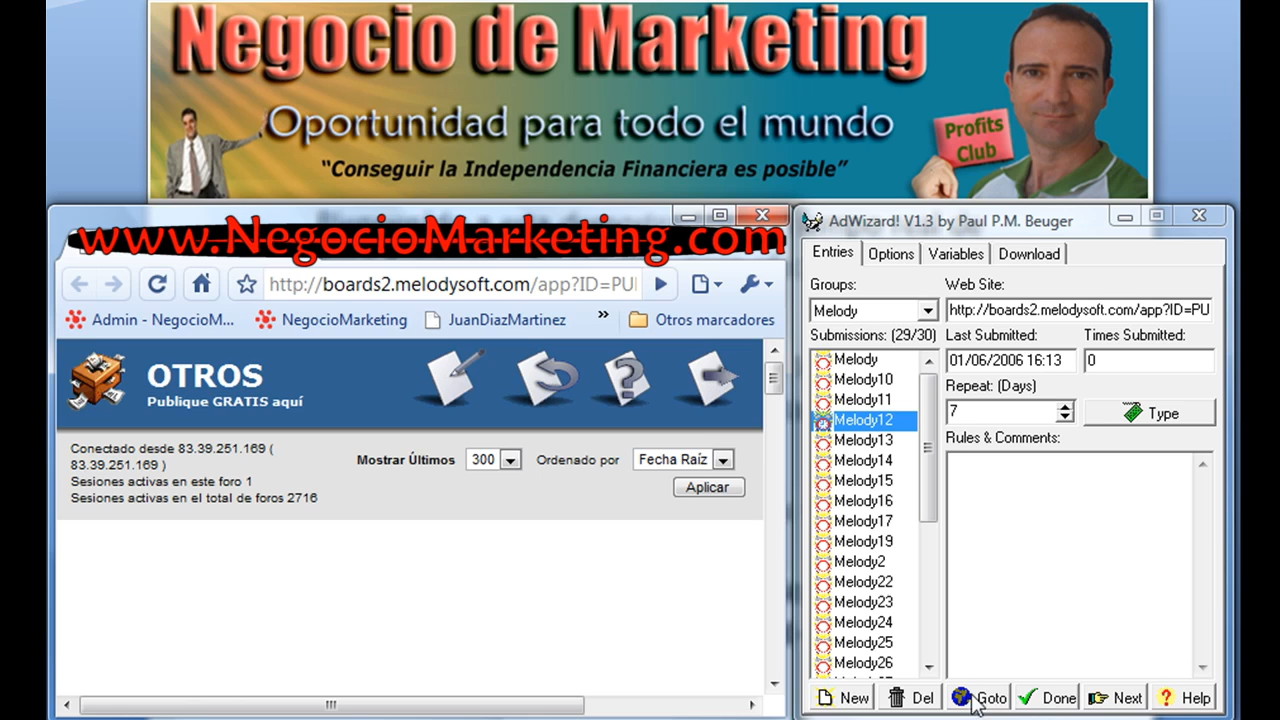 Negocio de Marketing
Oportunidad para todo el mundo
"Conseguir la Independencia Financiera es posible"
Profits
Club
www.NegocioMarketing.com
http://boards2.melodysoft.com/app?ID=PU
Admin - NegocioM...
NegocioMarketing
JuanDiazMartinez
»
Otros marcadores
OTROS
Publique GRATIS aquí
Conectado desde 83.39.251.169 (
83.39.251.169 )
Sesiones activas en este foro 1
Sesiones activas en el total de foros 2716
Mostrar Últimos 300
Ordenado por Fecha Raíz
Aplicar
AdWizard! V1.3 by Paul P.M. Beuger
Entries Options Variables Download
Groups:
Melody
Web Site:
http://boards2.melodysoft.com/app?ID=PU
Submissions: (29/30)
Melody
Melody10
Melody11
Melody12
Melody13
Melody14
Melody15
Melody16
Melody17
Melody19
Melody2
Melody22
Melody23
Melody24
Melody25
Melody26
Last Submitted:
01/06/2006 16:13
Times Submitted:
0
Repeat: (Days)
7
Type
Rules & Comments:
New Del Goto Done Next Help